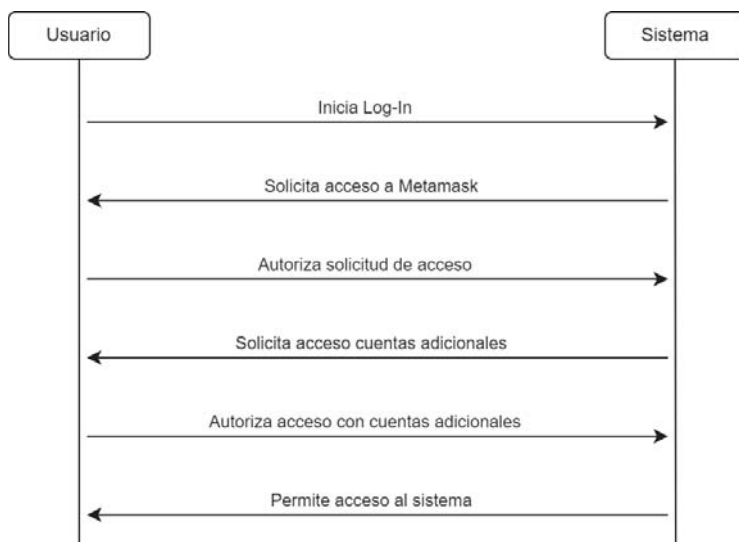 Usuario
Sistema
Inicia Log-In
Solicita acceso a Metamask
Autoriza solicitud de acceso
Solicita acceso cuentas adicionales
Autoriza acceso con cuentas adicionales
Permite acceso al sistema